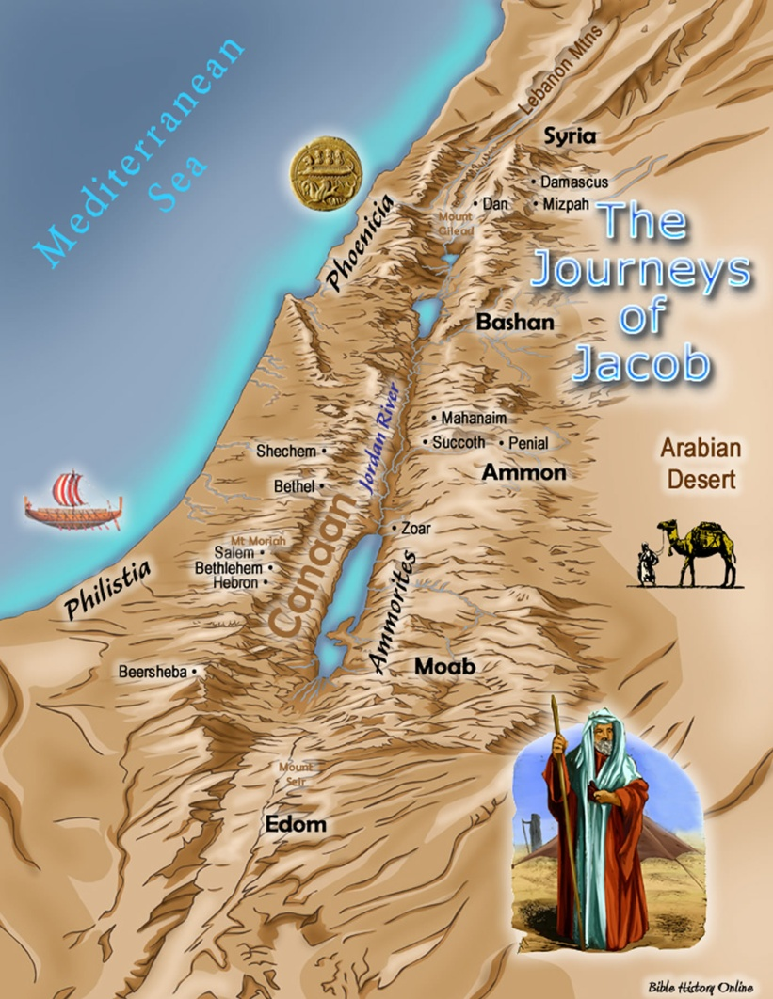 Mediterranean
Sea
Lebanon Mtns
Syria
• Damascus
• Dan
• Mizpah
Mount
Gilead
Phoenicia
The
Journeys
of
Jacob
Bashan
Jordan River
• Mahanaim
• Succoth
• Penial
Shechem •
Arabian
Desert
Ammon
Bethel •
Canaan
• Zoar
Mt Moriah
Salem •
Bethlehem •
Hebron •
Philistia
Ammorites
Beersheba •
Moab
Mount
Seir
Edom
Bible History Online